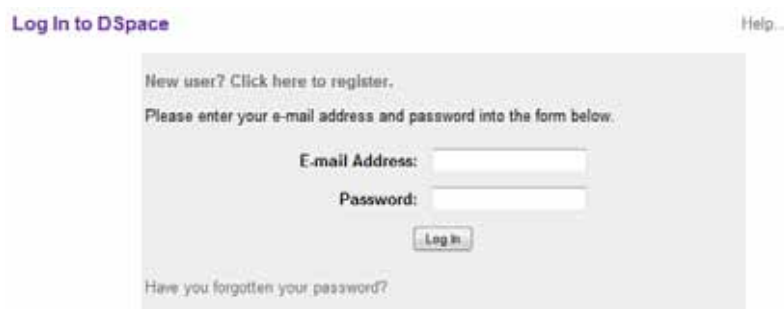 Log In to DSpace
Help...
New user? Click here to register.
Please enter your e-mail address and password into the form below.
E-mail Address:
Password:
Log In
Have you forgotten your password?